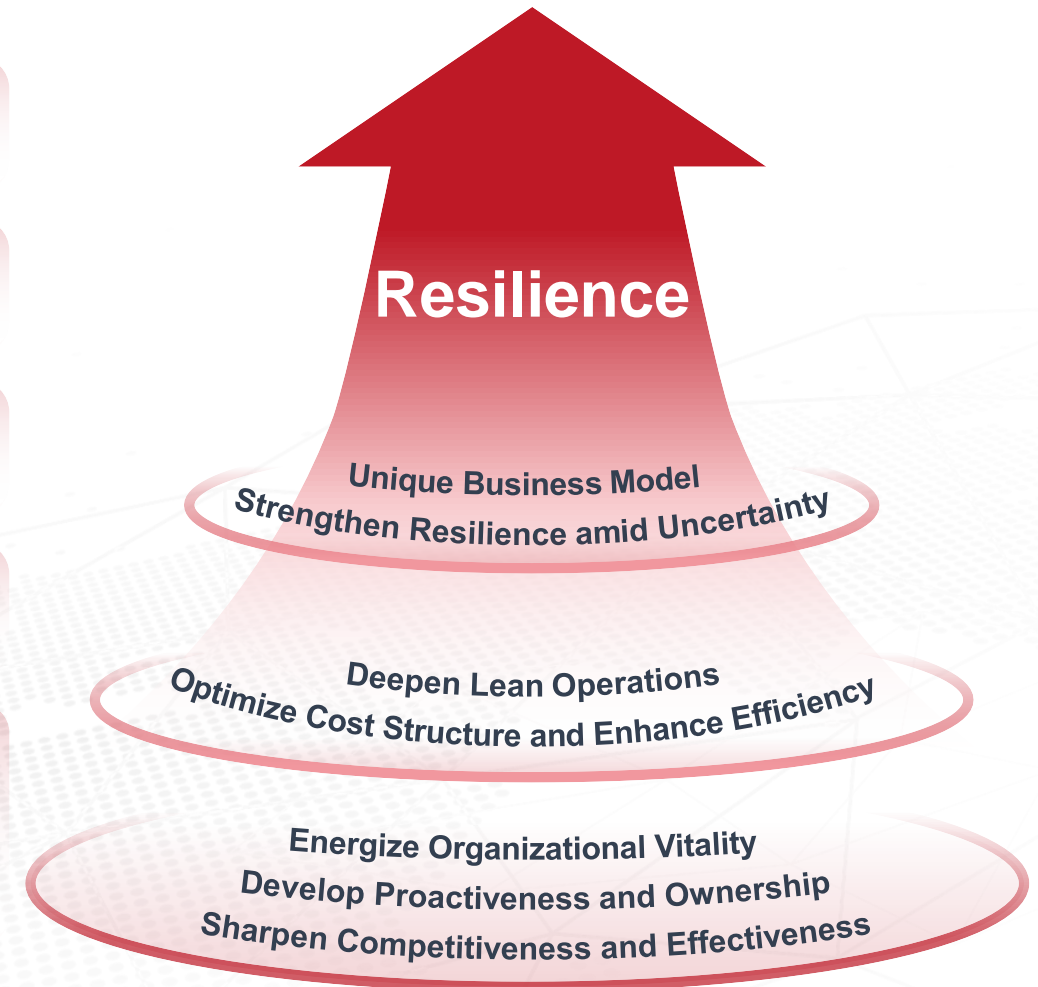 Resilience
Unique Business Model
Strengthen Resilience amid Uncertainty
Deepen Lean Operations
Optimize Cost Structure and Enhance Efficiency
Energize Organizational Vitality
Develop Proactiveness and Ownership
Sharpen Competitiveness and Effectiveness